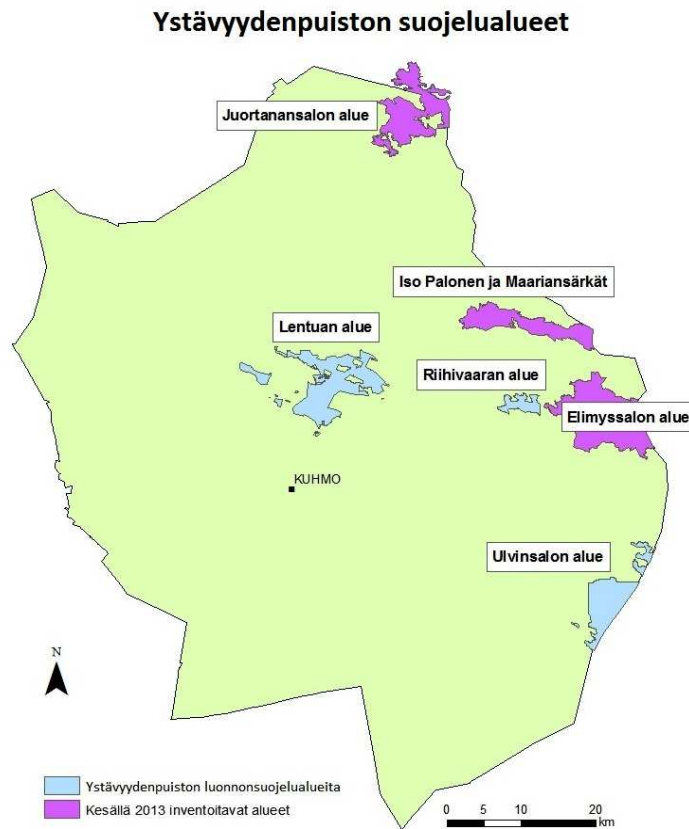 Ystävyydenpuiston suojelualueet
Juortanansalon alue
Iso Palonen ja Maariansärkät
Lentuan alue
Riihivaaran alue
Elimyssalon alue
KUHMO
Ulvinsalon alue
N
Ystävyydenpuiston luonnonsuojelualueita
Kesällä 2013 inventoitavat alueet
0 5 10 20
km